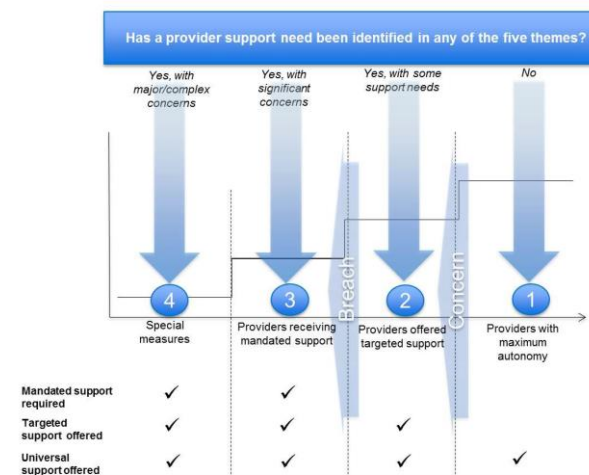 Has a provider support need been identified in any of the five themes?
Yes, with
major/complex
concerns
Yes, with
significant
concerns
Yes, with some
support needs
No
Breach
Concern
4
3
2
1
Special
measures
Providers receiving
mandated support
Providers offered
targeted support
Providers with
maximum
autonomy
Mandated support
required
✓ ✓
Targeted
support offered
✓ ✓ ✓
Universal
support offered
✓ ✓ ✓ ✓